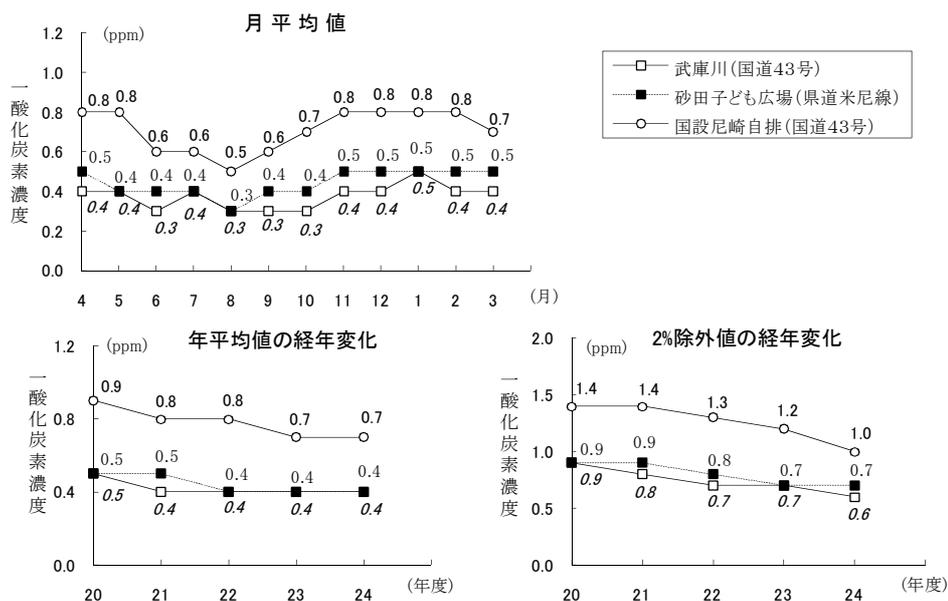 月平均値
(ppm)
一酸化炭素濃度
1.2
1.0
0.8
0.6
0.4
0.2
0.0
0.8 0.8 0.6 0.6 0.5 0.6 0.7 0.8 0.8 0.8 0.8 0.7
0.5 0.4 0.4 0.4 0.3 0.4 0.4 0.5 0.5 0.5 0.5 0.5
0.4 0.4 0.3 0.4 0.3 0.3 0.3 0.4 0.4 0.5 0.4 0.4
4 5 6 7 8 9 10 11 12 1 2 3 (月)
武庫川(国道43号)
砂田子ども広場(県道米尼線)
国設尼崎自排(国道43号)
年平均値の経年変化
(ppm)
一酸化炭素濃度
1.2
0.8
0.4
0.0
0.9 0.8 0.8 0.7 0.7
0.5 0.5 0.4 0.4 0.4
0.5 0.4 0.4 0.4 0.4
20 21 22 23 24 (年度)
2%除外値の経年変化
(ppm)
一酸化炭素濃度
2.0
1.5
1.0
0.5
0.0
1.4 1.4 1.3 1.2 1.0
0.9 0.9 0.8 0.7 0.7
0.9 0.8 0.7 0.7 0.6
20 21 22 23 24 (年度)